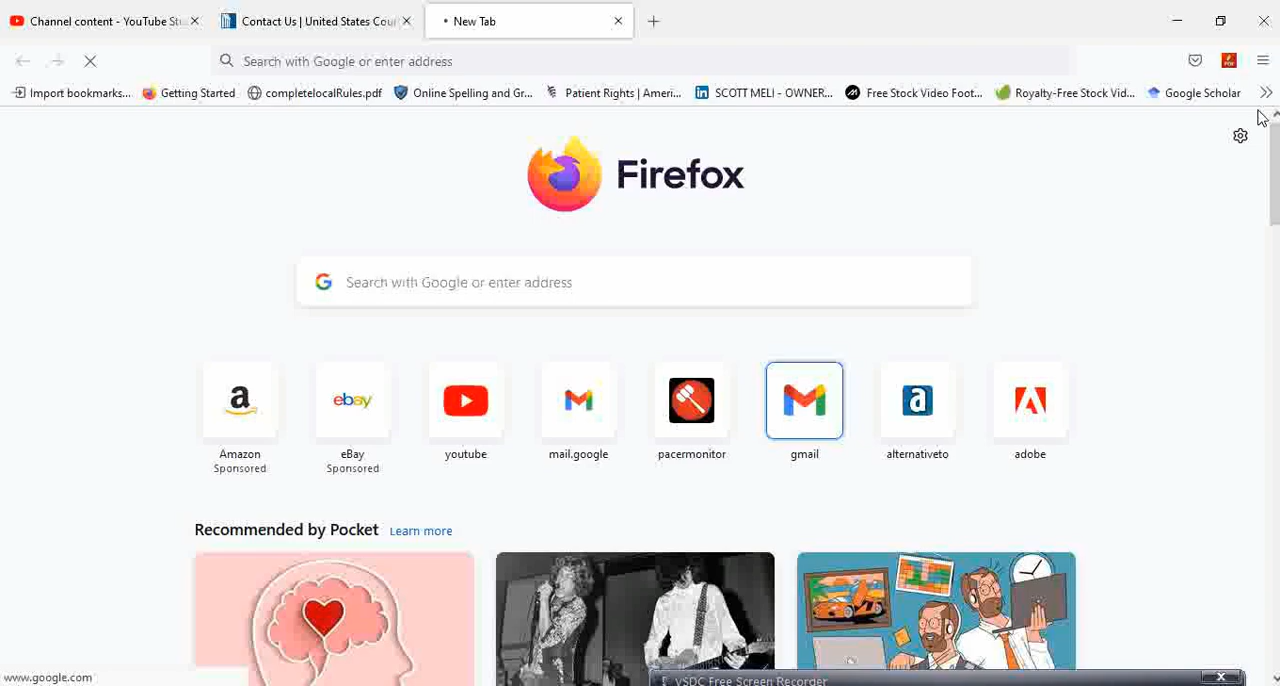 Channel content - YouTube Stu
Contact Us | United States Cou
New Tab
Search with Google or enter address
Import bookmarks...
Getting Started
completelocalRules.pdf
Online Spelling and Gr...
Patient Rights | Ameri...
SCOTT MELI - OWNER...
Free Stock Video Foot...
Royalty-Free Stock Vid...
Google Scholar
Firefox
Search with Google or enter address
a
ebay
a
Amazon
Sponsored
eBay
Sponsored
youtube
mail.google
pacermonitor
gmail
alternativeto
adobe
Recommended by Pocket Learn more
www.google.com
VSDC Free Screen Recorder